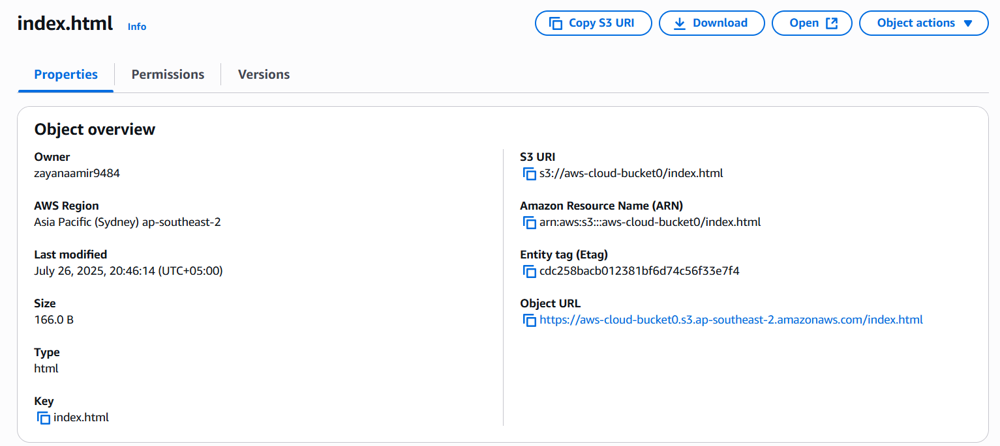 index.html Info
Copy S3 URI
Download
Open
Object actions
Properties
Permissions
Versions
Object overview
Owner
zayanaamir9484
AWS Region
Asia Pacific (Sydney) ap-southeast-2
Last modified
July 26, 2025, 20:46:14 (UTC+05:00)
Size
166.0 B
Type
html
Key
index.html
S3 URI
s3://aws-cloud-bucket0/index.html
Amazon Resource Name (ARN)
arn:aws:s3:::aws-cloud-bucket0/index.html
Entity tag (Etag)
cdc258bacb012381bf6d74c56f33e7f4
Object URL
https://aws-cloud-bucket0.s3.ap-southeast-2.amazonaws.com/index.html